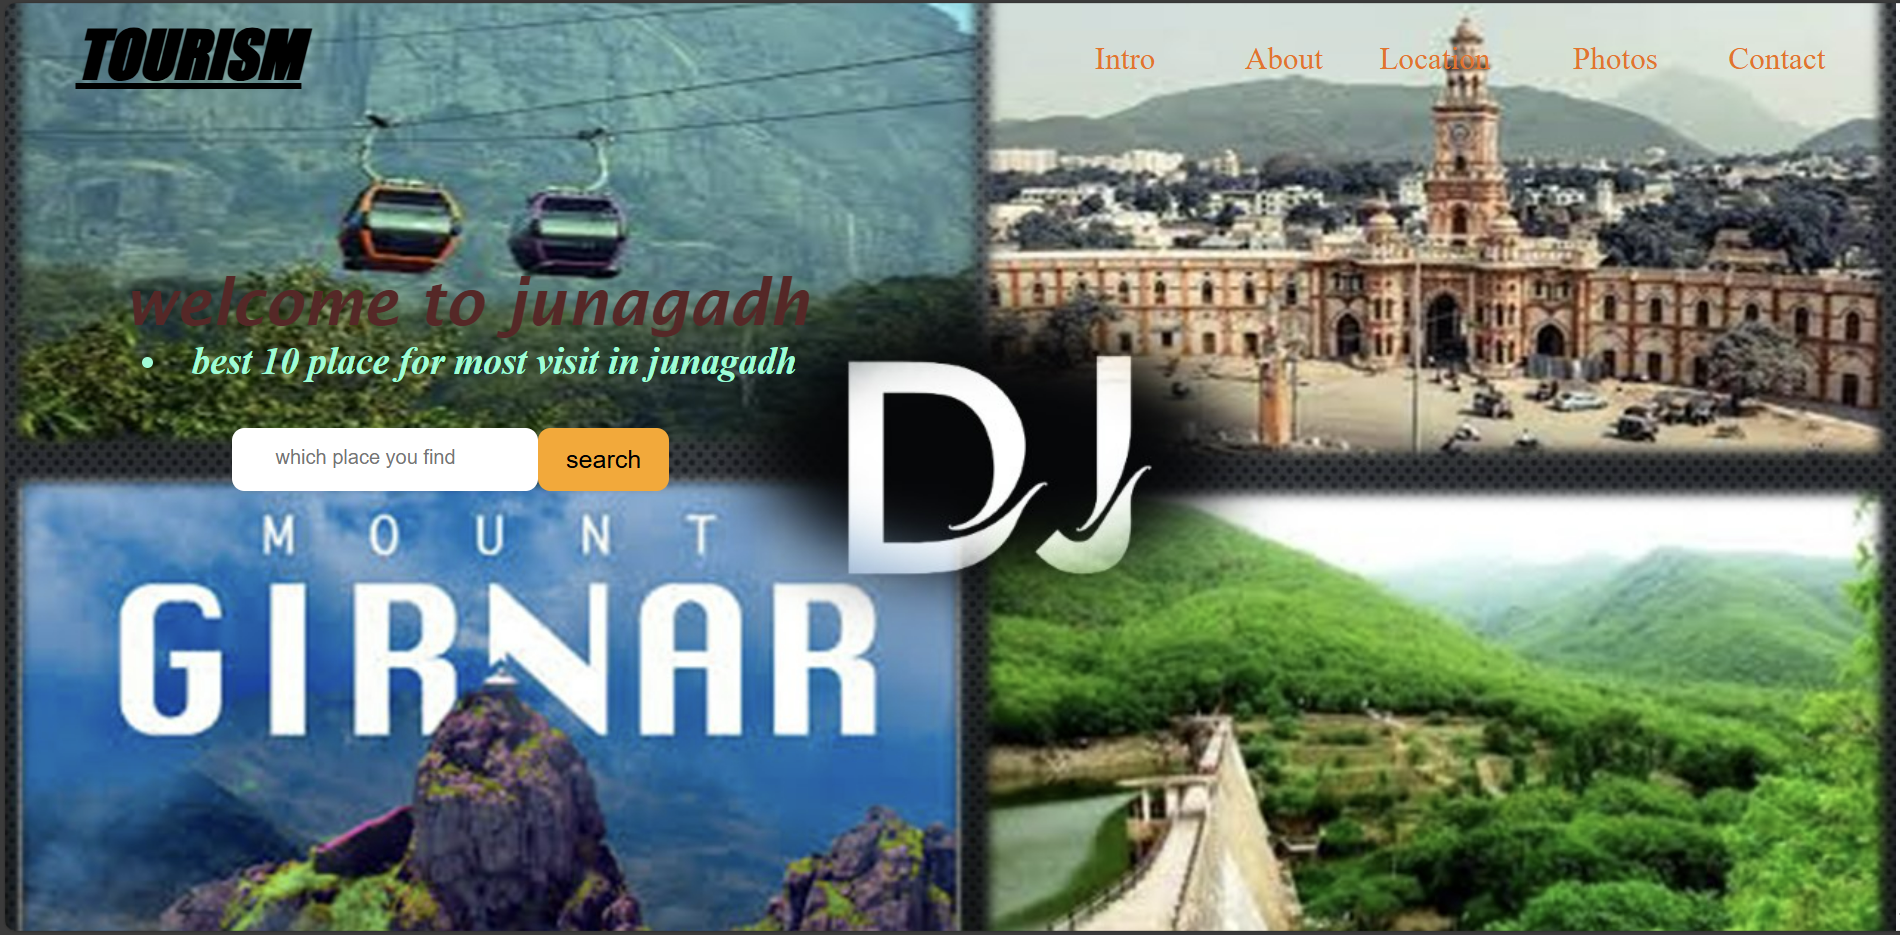 TOURISM
Intro About Location Photos Contact
welcome to junagadh
• best 10 place for most visit in junagadh
which place you find search
DJ
MOUNT
GIRNAR